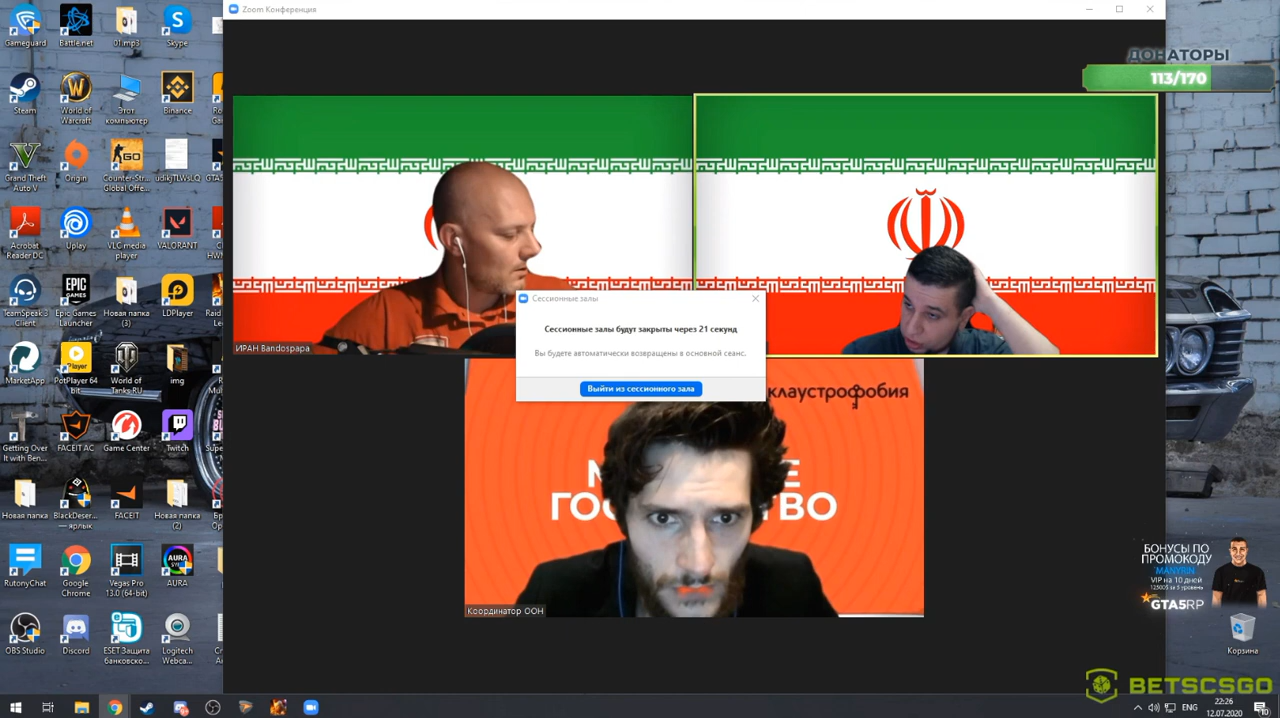 Zoom Конференция
Gameguard
Battle.net
01.mp3
Skype
Steam
World of
Warcraft
Этот
компьютер
Binance
Grand Theft
Auto V
Origin
Counter-Str...
Global Offe...
udikjTLWsLQ
GTA5
Acrobat
Reader DC
Uplay
VLC media
player
VALORANT
TeamSpeak 3
Client
Epic Games
Launcher
Новая папка
(3)
LDPlayer
Raid
MarketApp
PotPlayer 64
bit
World of
Tanks RU
img
Getting Over
It with Ben...
FACEIT AC
Game Center
Twitch
Новая папка
BlackDeser...
— ярлык
FACEIT
Новая папка
(2)
RutonyChat
Google
Chrome
Vegas Pro
13.0 (64-bit)
AURA
OBS Studio
Discord
ESET Защита
банковско...
Logitech
Webca...
ДОНАТОРЫ
113/170
ИРАН Bandospapa
Сессионные залы
Сессионные залы будут закрыты через 21 секунд
Вы будете автоматически возвращены в основной сеанс.
Выйти из сессионного зала
клаустрофобия
Координатор ООН
БОНУСЫ ПО
ПРОМОКОДУ
MANYRIN
VIP на 10 дней
GTA5RP
Корзина
BETSCSGO
ENG
22:26
12.07.2020